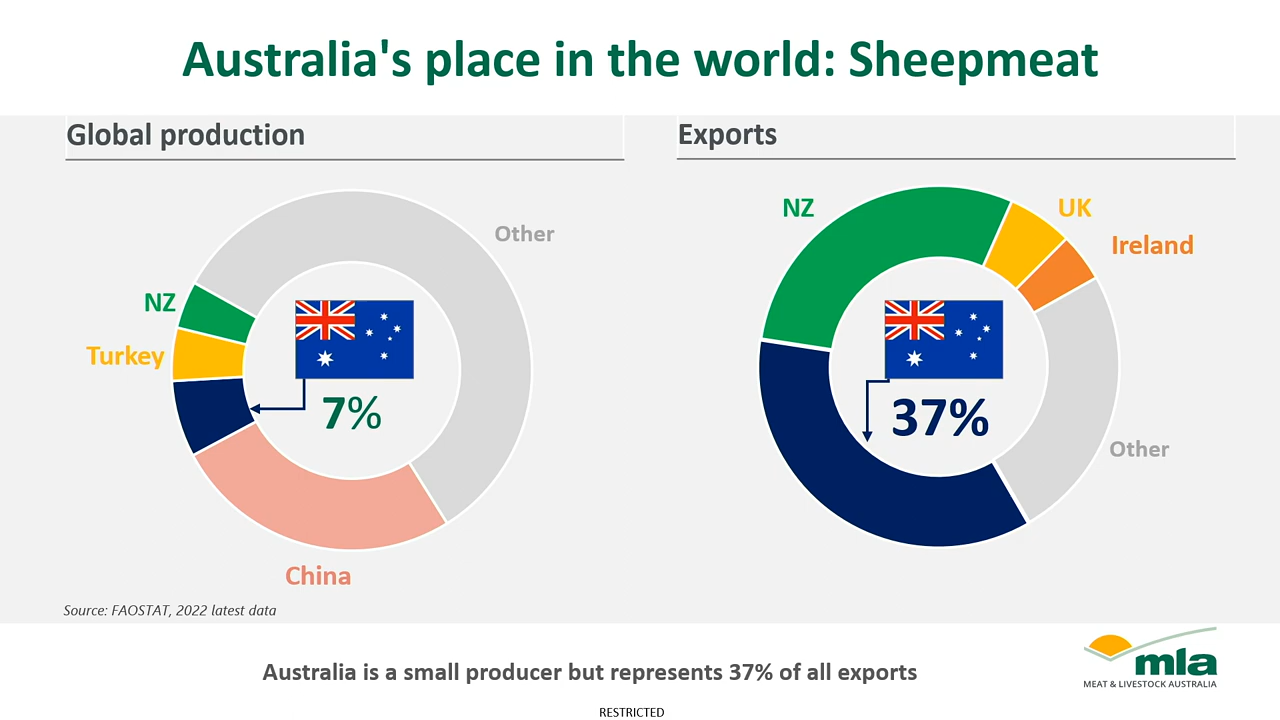 Australia's place in the world: Sheepmeat
Global production
Other
NZ
Turkey
7%
China
Source: FAOSTAT, 2022 latest data
Exports
NZ
UK
Ireland
37%
Other
Australia is a small producer but represents 37% of all exports
mla
MEAT & LIVESTOCK AUSTRALIA
RESTRICTED